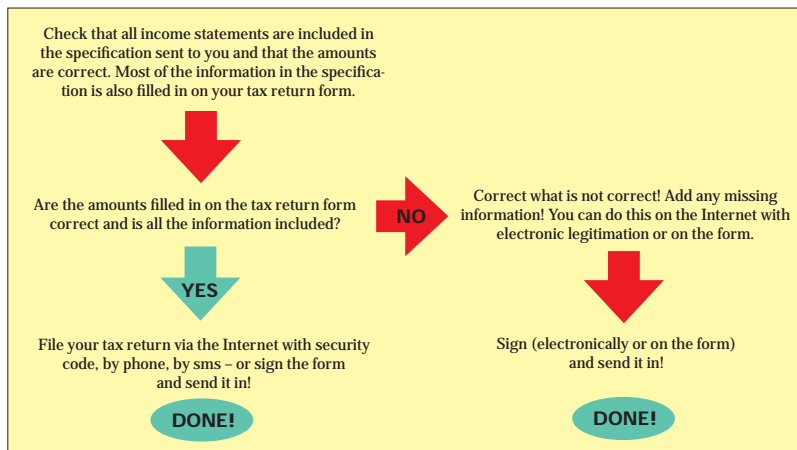 Check that all income statements are included in
the specification sent to you and that the amounts
are correct. Most of the information in the specifica-
tion is also filled in on your tax return form.
Are the amounts filled in on the tax return form
correct and is all the information included?
NO
Correct what is not correct! Add any missing
information! You can do this on the Internet with
electronic legitimation or on the form.
YES
File your tax return via the Internet with security
code, by phone, by sms – or sign the form
and send it in!
DONE!
Sign (electronically or on the form)
and send it in!
DONE!